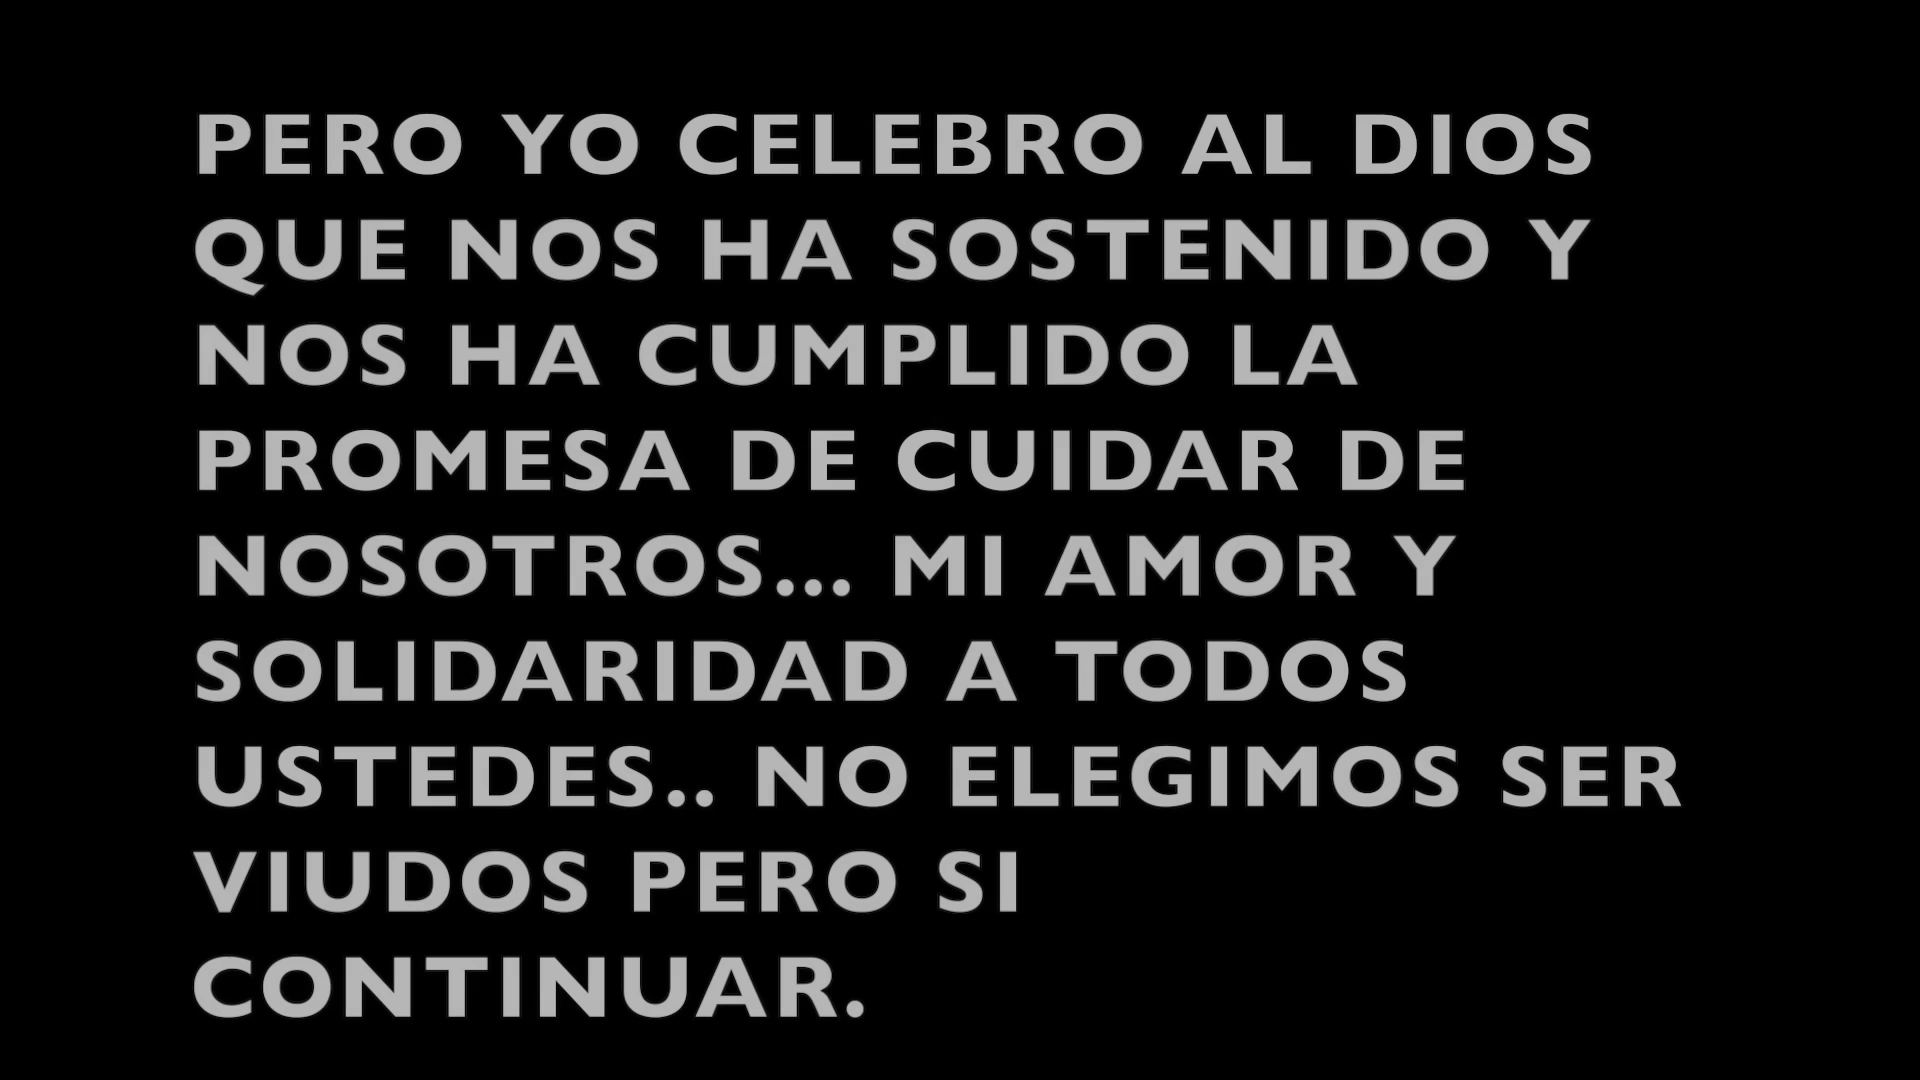 PERO YO CELEBRO AL DIOS
QUE NOS HA SOSTENIDO Y
NOS HA CUMPLIDO LA
PROMESA DE CUIDAR DE
NOSOTROS... MI AMOR Y
SOLIDARIDAD A TODOS
USTEDES.. NO ELEGIMOS SER
VIUDOS PERO SI
CONTINUAR.